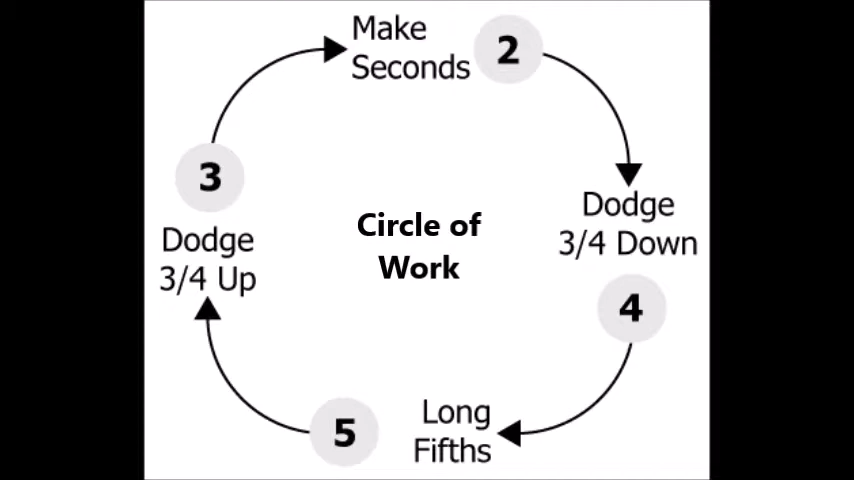 Make
Seconds
2
Dodge
3/4 Down
4
Long
Fifths
5
Dodge
3/4 Up
3
Circle of
Work